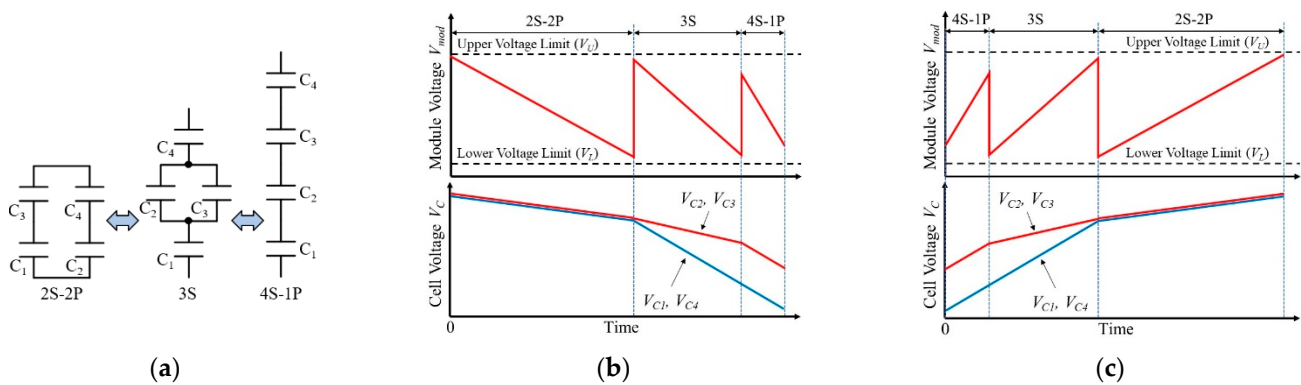 C4
C3
C2
C1
4S-1P
C4
C2
C3
C1
3S
C3
C4
C1
C2
2S-2P
(a)
2S-2P
3S
4S-1P
Upper Voltage Limit (VU)
Lower Voltage Limit (VL)
Module Voltage Vmod
VC2, VC3
VC1, VC4
Cell Voltage VC
0
Time
(b)
4S-1P
3S
2S-2P
Upper Voltage Limit (VU)
Lower Voltage Limit (VL)
Module Voltage Vmod
VC2, VC3
VC1, VC4
Cell Voltage VC
0
Time
(c)